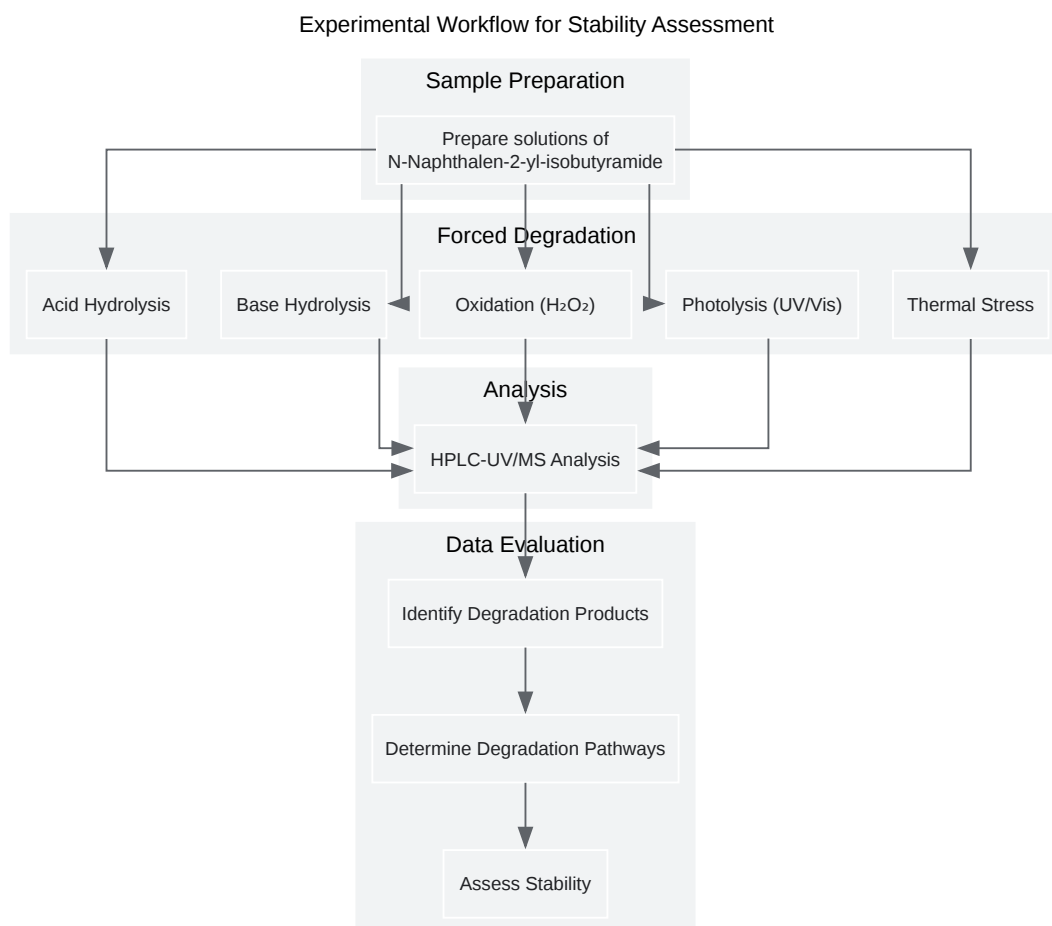 Experimental Workflow for Stability Assessment
Sample Preparation
Prepare solutions of
N-Naphthalen-2-yl-isobutyramide
Forced Degradation
Acid Hydrolysis
Base Hydrolysis
Oxidation (H₂O₂)
Photolysis (UV/Vis)
Thermal Stress
Analysis
HPLC-UV/MS Analysis
Data Evaluation
Identify Degradation Products
Determine Degradation Pathways
Assess Stability